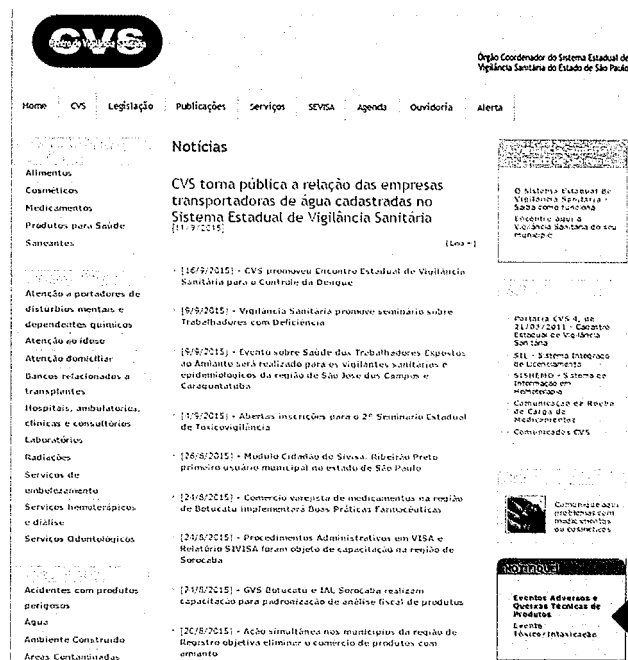 CVS
Centro de Vigilância Sanitária
Órgão Coordenador do Sistema Estadual de
Vigilância Sanitária do Estado de São Paulo
Home CVS Legislação Publicações Serviços SEVISA Agenda Ouvidoria Alerta
Alimentos
Cosméticos
Medicamentos
Produtos para Saúde
Saneantes
Atenção a portadores de
distúrbios mentais e
dependentes químicos
Atenção ao idoso
Atenção domiciliar
Bancos relacionados a
transplantes
Hospitais, ambulatórios,
clínicas e consultórios
Laboratórios
Radiações
Serviços de
embelezamento
Serviços hemoterápicos
e diálise
Serviços Odontológicos
Acidentes com produtos
perigosos
Água
Ambiente Construído
Áreas Contaminadas
Notícias
CVS torna pública a relação das empresas
transportadoras de água cadastradas no
Sistema Estadual de Vigilância Sanitária
[11/9/2015]
[Leia +]
[16/9/2015] - CVS promoveu Encontro Estadual de Vigilância
Sanitária para o Controle da Dengue
[9/9/2015] - Vigilância Sanitária promove seminário sobre
Trabalhadores com Deficiência
[9/9/2015] - Evento sobre Saúde dos Trabalhadores Expostos
ao Amianto será realizado para os vigilantes sanitários e
epidemiológicos da região de São José dos Campos e
Caraguatatuba
[1/9/2015] - Abertas inscrições para o 2º Seminário Estadual
de Toxicovigilância
[26/8/2015] - Módulo Cidadão do Sivisa: Ribeirão Preto
primeiro usuário municipal no estado de São Paulo
[24/8/2015] - Comércio varejista de medicamentos na região
de Botucatu implementará Boas Práticas Farmacêuticas
[24/8/2015] - Procedimentos Administrativos em VISA e
Relatório SIVISA foram objeto de capacitação na região de
Sorocaba
[21/8/2015] - GVS Botucatu e IAL Sorocaba realizam
capacitação para padronização de análise fiscal de produtos
[20/8/2015] - Ação simultânea nos municípios da região de
Registro objetiva eliminar o comércio de produtos com
amianto
O Sistema Estadual de
Vigilância Sanitária -
Saiba como funciona
Encontre aqui a
Vigilância Sanitária do seu
município
Portaria CVS 4, de
21/03/2011 - Cadastro
Estadual de Vigilância
Sanitária
SIL - Sistema Integrado
de Licenciamento
SISHEMO - Sistema de
Informação em
Hemoterapia
Comunicação de Roubo
de Carga de
Medicamentos
Comunicados CVS
Comunique aqui
problemas com
medicamentos
ou cosméticos
NOTIFIQUE!
Eventos Adversos e
Queixas Técnicas de
Produtos
Evento
Tóxico/Intoxicação